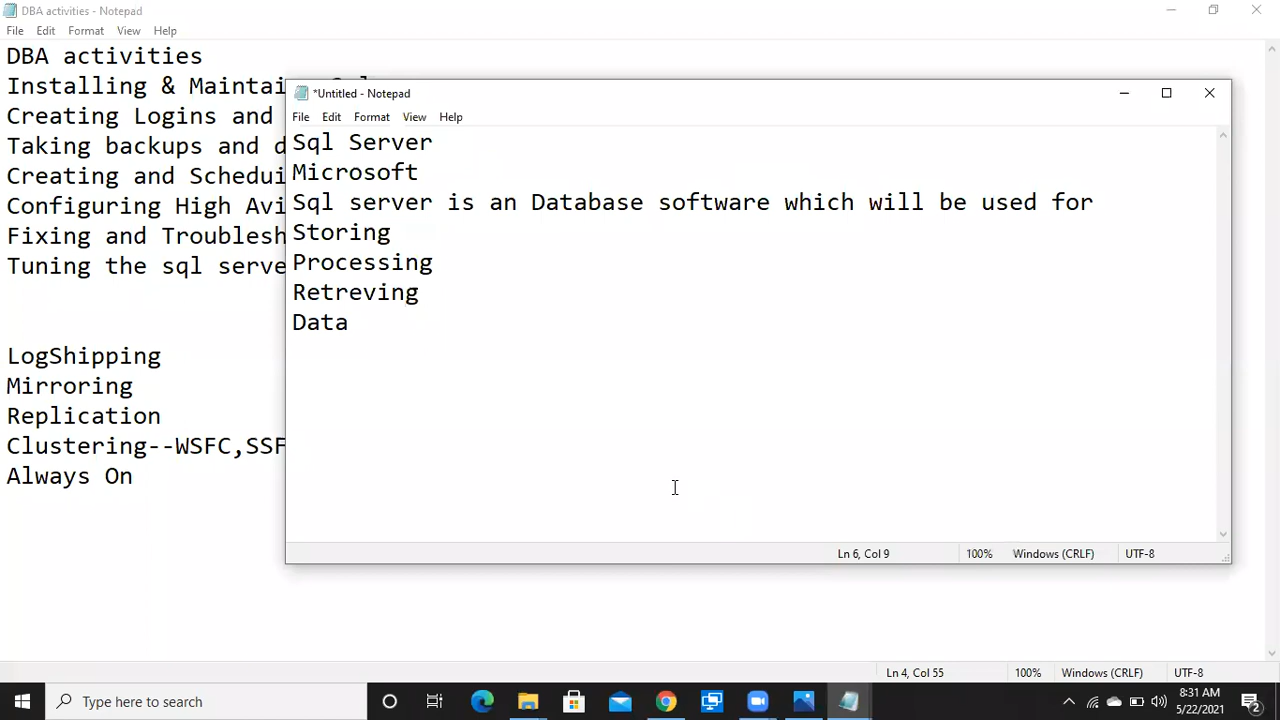 DBA activities - Notepad
File Edit Format View Help
DBA activities
Installing & Maintai
Creating Logins and
Taking backups and d
Creating and Schedui
Configuring High Avi
Fixing and Troublesh
Tuning the sql serve
LogShipping
Mirroring
Replication
Clustering--WSFC,SSF
Always On
*Untitled - Notepad
File Edit Format View Help
Sql Server
Microsoft
Sql server is an Database software which will be used for
Storing
Processing
Retreving
Data
Ln 6, Col 9 100% Windows (CRLF) UTF-8
Ln 4, Col 55 100% Windows (CRLF) UTF-8
Type here to search
8:31 AM
5/22/2021
2